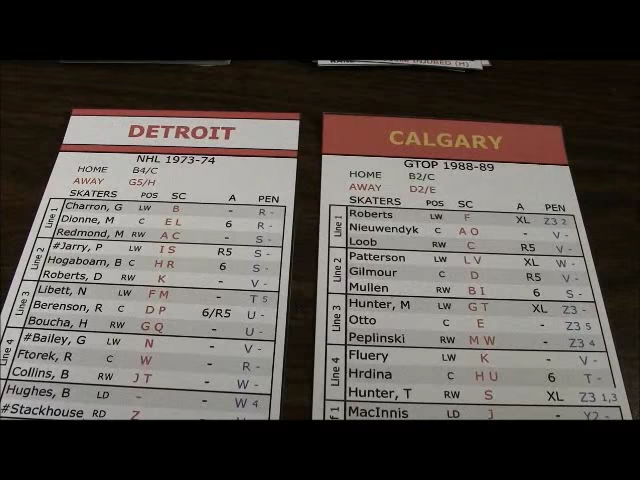 INJURED (M)
DETROIT
NHL 1973-74
HOME B4/C
AWAY G5/H
SKATERS POS SC A PEN
Line 1
Charron, G LW B - R -
Dionne, M C E L 6 R -
Redmond, M RW A C - S -
Line 2
#Jarry, P LW I S R5 S -
Hogaboam, B C H R 6 S -
Roberts, D RW K - V -
Line 3
Libett, N LW F M - T 5
Berenson, R C D P 6/R5 U -
Boucha, H RW G Q - U -
Line 4
#Bailey, G LW N - V -
Ftorek, R C W - R -
Collins, B RW J T - W -
Hughes, B LD - - W 4
#Stackhouse RD Z
CALGARY
GTOP 1988-89
HOME B2/C
AWAY D2/E
SKATERS POS SC A PEN
Line 1
Roberts LW F XL Z3 2
Nieuwendyk C A O - V -
Loob RW C R5 V -
Line 2
Patterson LW L V XL W -
Gilmour C D R5 V -
Mullen RW B I 6 S -
Line 3
Hunter, M LW G T XL Z3 -
Otto C E - Z3 5
Peplinski RW M W - Z3 4
Line 4
Fluery LW K - V -
Hrdina C H U 6 T -
Hunter, T RW S XL Z3 1,3
MacInnis LD J - Y2 -